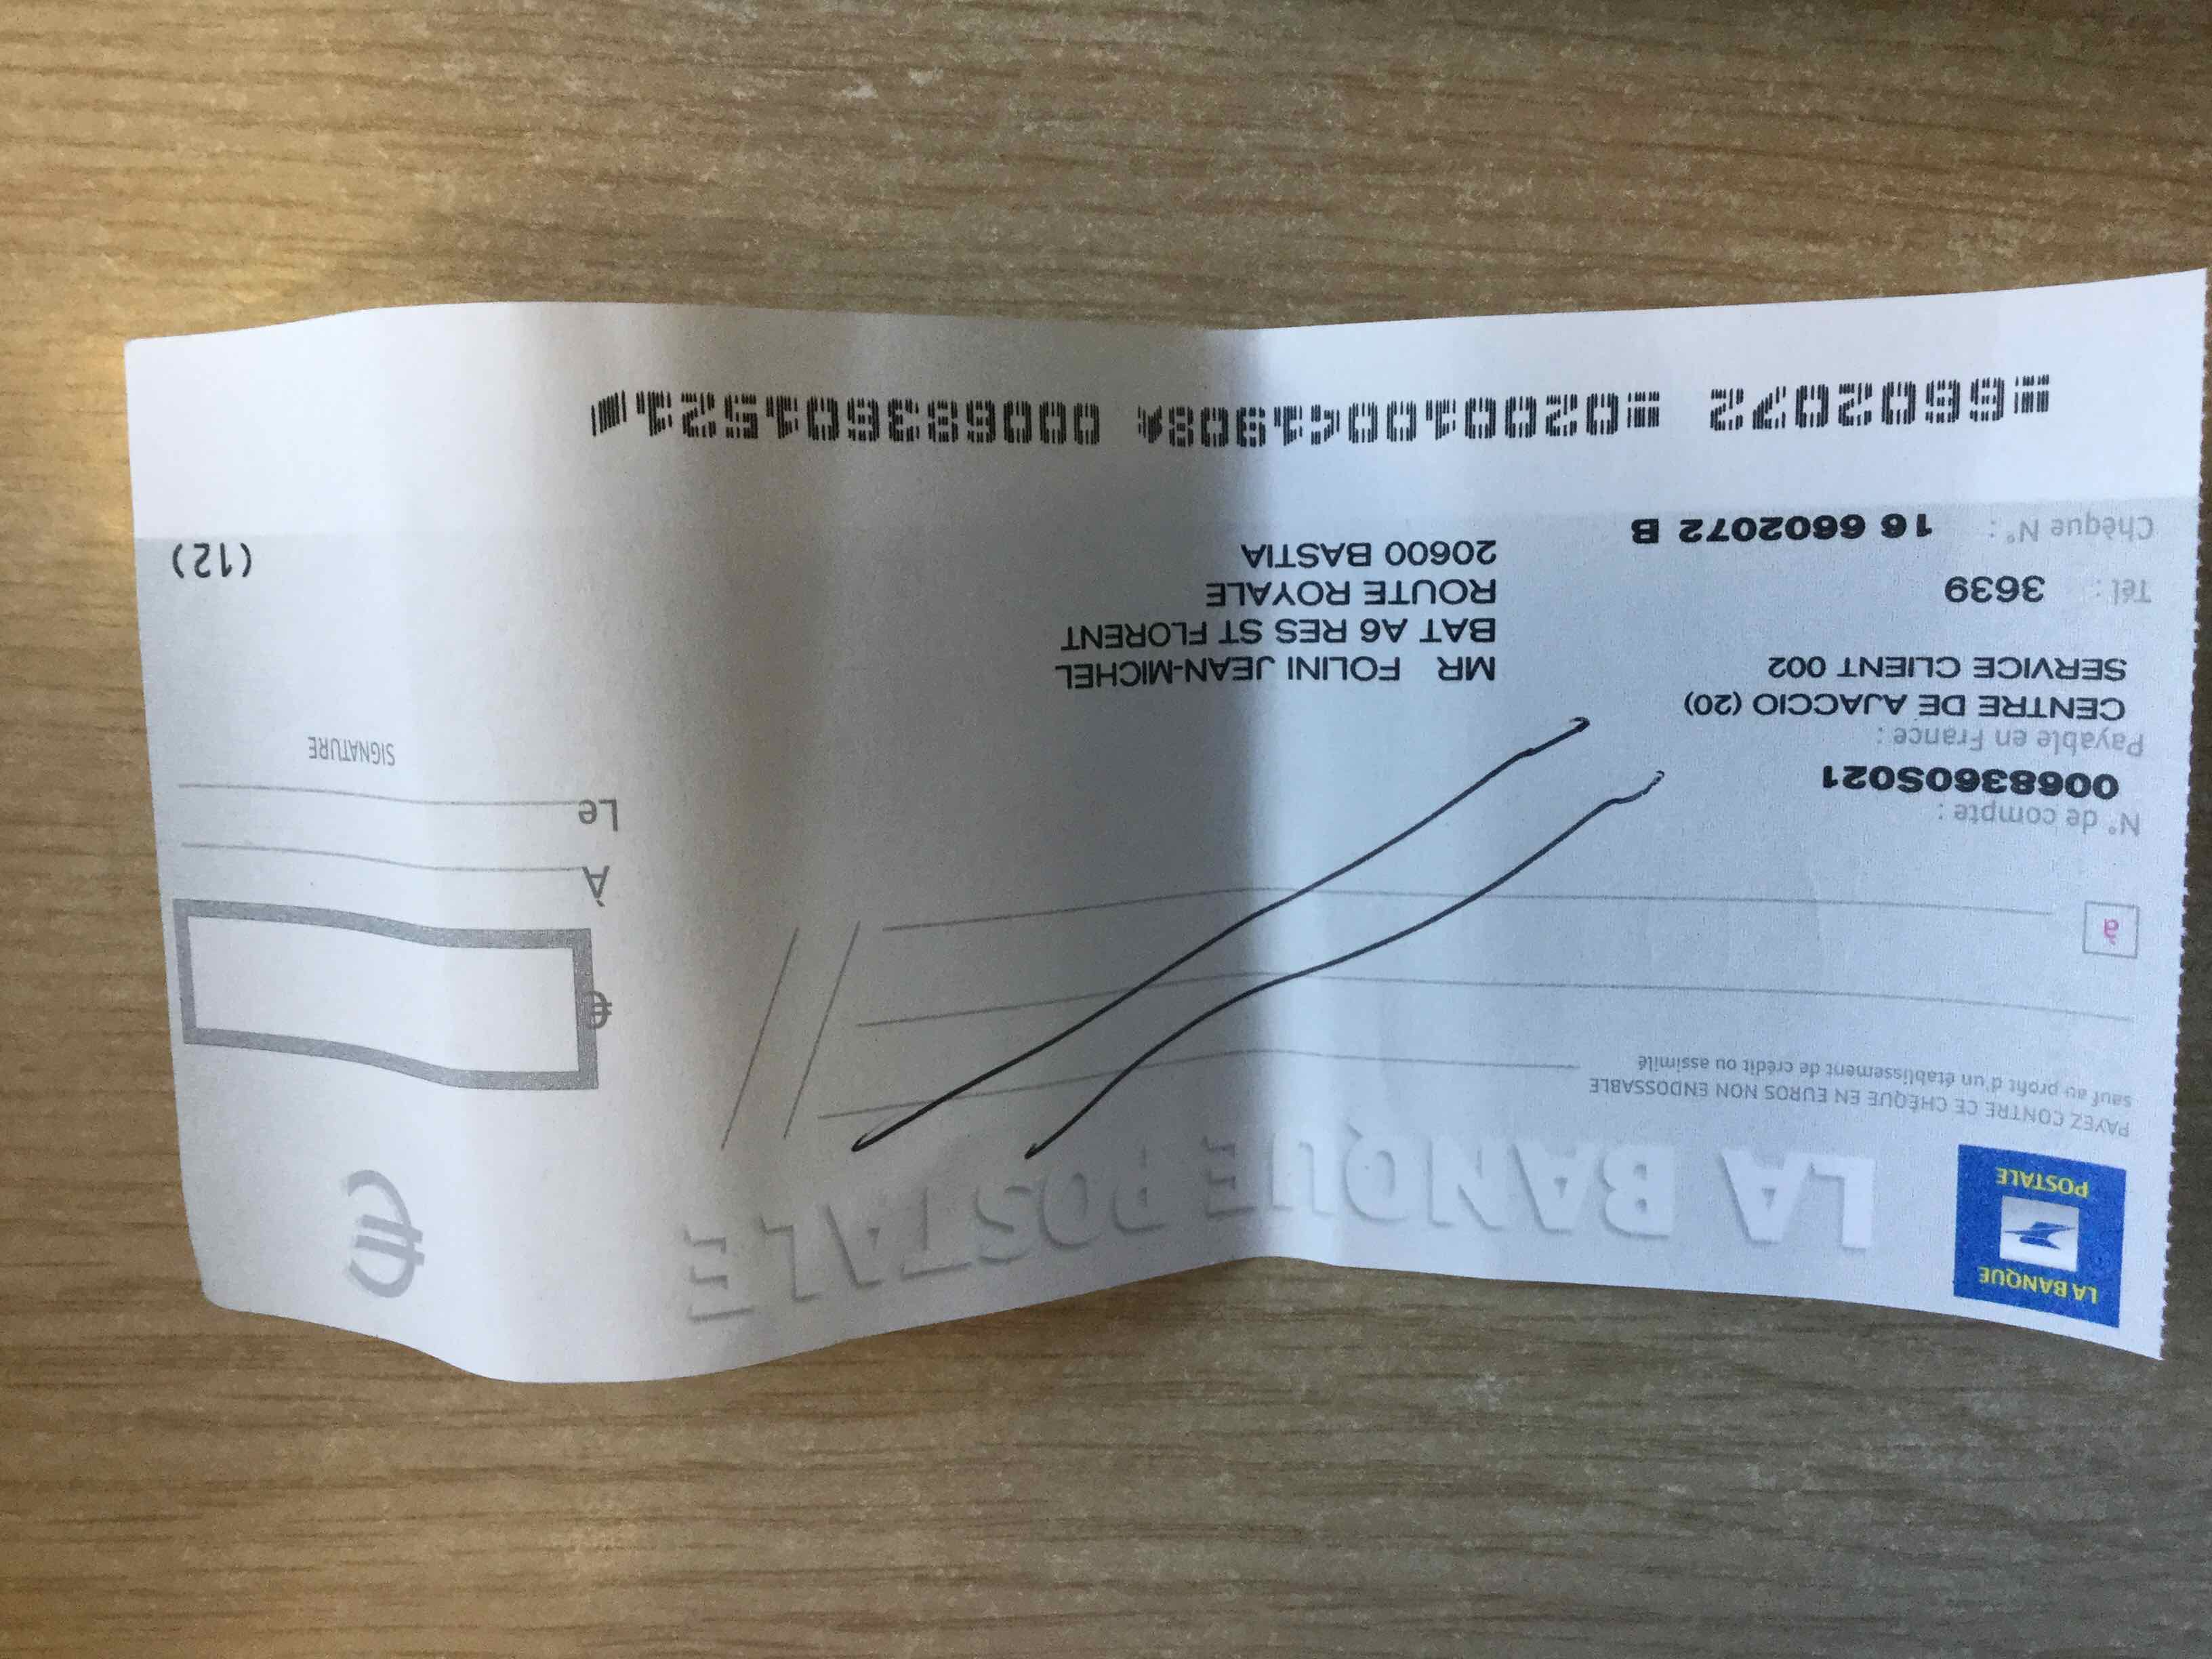 LA BANQUE
POSTALE
LA BANQUE POSTALE
€
PAYEZ CONTRE CE CHÈQUE EN EUROS NON ENDOSSABLE
sauf au profit d'un établissement de crédit ou assimilé
€
à
À
N° de compte :
0068360S021
Le
Payable en France :
CENTRE DE AJACCIO (20)
SIGNATURE
SERVICE CLIENT 002
MR FOLINI JEAN-MICHEL
BAT A6 RES ST FLORENT
Tél : 3639
ROUTE ROYALE
20600 BASTIA
Chèque N° : 16 6602072 B
(12)
6602072 020010041908 000683601521